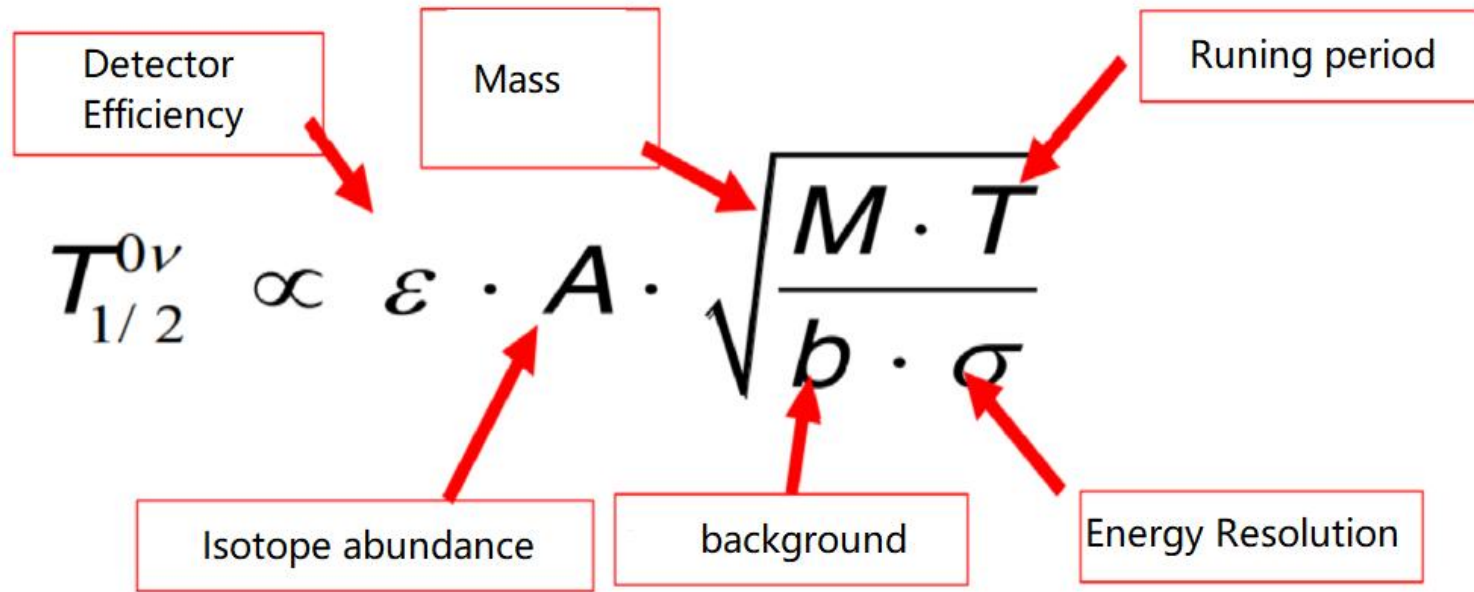 Detector
Efficiency
Mass
Runing period
T^{0ν}_{1/2} ∝ ε · A · √(M · T / b · σ)
Isotope abundance
background
Energy Resolution